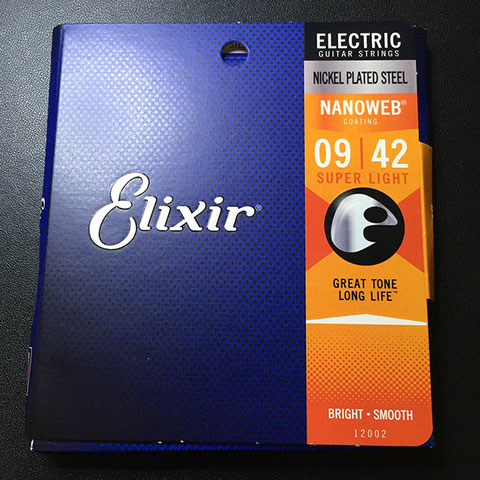 Elixir®
ELECTRIC
GUITAR STRINGS
NICKEL PLATED STEEL
NANOWEB®
COATING
09 | 42
SUPER LIGHT
E
GREAT TONE
LONG LIFE™
BRIGHT • SMOOTH
12002